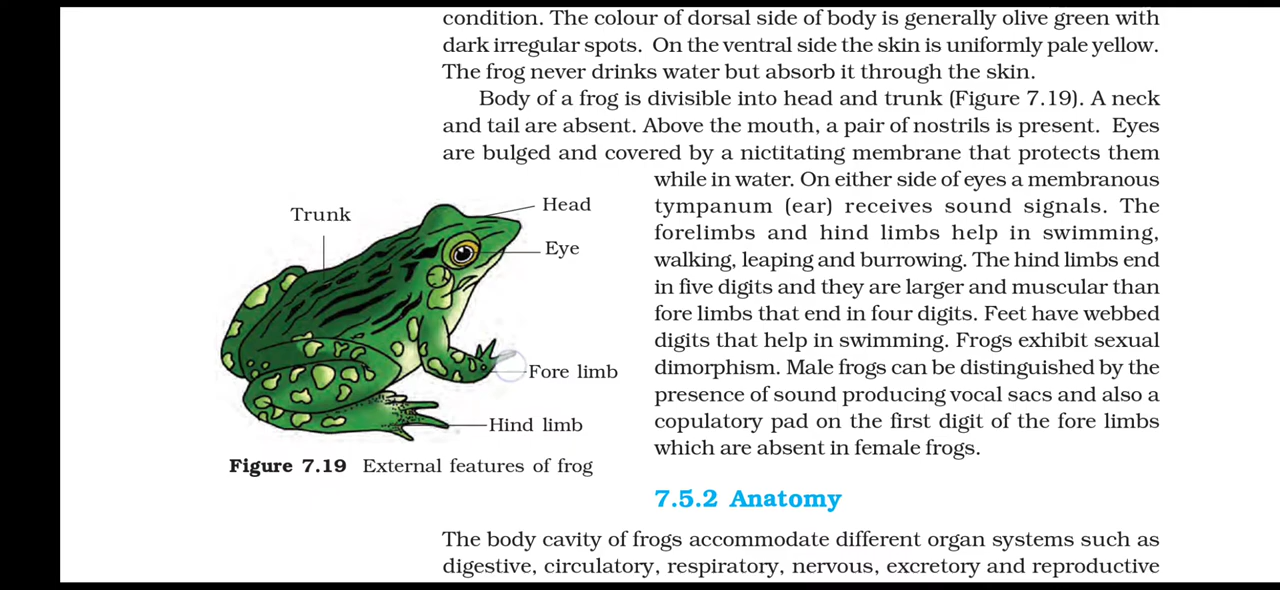 condition. The colour of dorsal side of body is generally olive green with
dark irregular spots. On the ventral side the skin is uniformly pale yellow.
The frog never drinks water but absorb it through the skin.
Body of a frog is divisible into head and trunk (Figure 7.19). A neck
and tail are absent. Above the mouth, a pair of nostrils is present. Eyes
are bulged and covered by a nictitating membrane that protects them
while in water. On either side of eyes a membranous
tympanum (ear) receives sound signals. The
forelimbs and hind limbs help in swimming,
walking, leaping and burrowing. The hind limbs end
in five digits and they are larger and muscular than
fore limbs that end in four digits. Feet have webbed
digits that help in swimming. Frogs exhibit sexual
dimorphism. Male frogs can be distinguished by the
presence of sound producing vocal sacs and also a
copulatory pad on the first digit of the fore limbs
which are absent in female frogs.
Trunk
Head
Eye
Fore limb
Hind limb
Figure 7.19 External features of frog
7.5.2 Anatomy
The body cavity of frogs accommodate different organ systems such as
digestive, circulatory, respiratory, nervous, excretory and reproductive